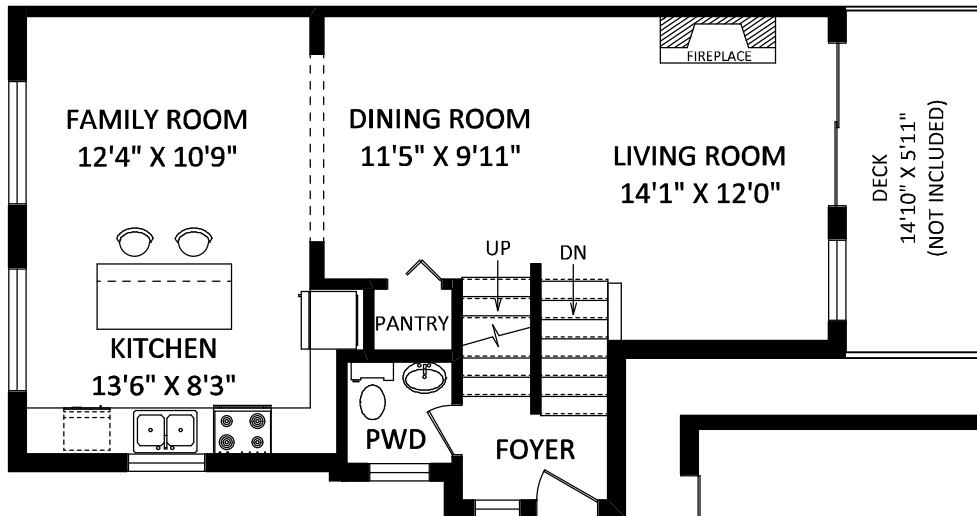 FIREPLACE
FAMILY ROOM
12'4" X 10'9"
DINING ROOM
11'5" X 9'11"
LIVING ROOM
14'1" X 12'0"
DECK
14'10" X 5'11"
(NOT INCLUDED)
UP
DN
PANTRY
KITCHEN
13'6" X 8'3"
PWD
FOYER